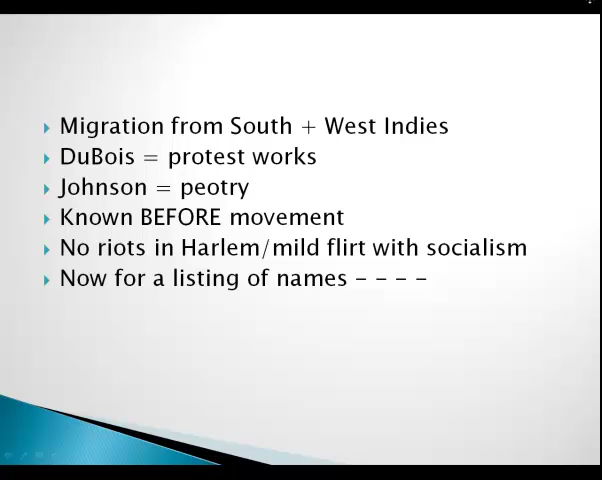 Migration from South + West Indies
DuBois = protest works
Johnson = peotry
Known BEFORE movement
No riots in Harlem/mild flirt with socialism
Now for a listing of names - - - -